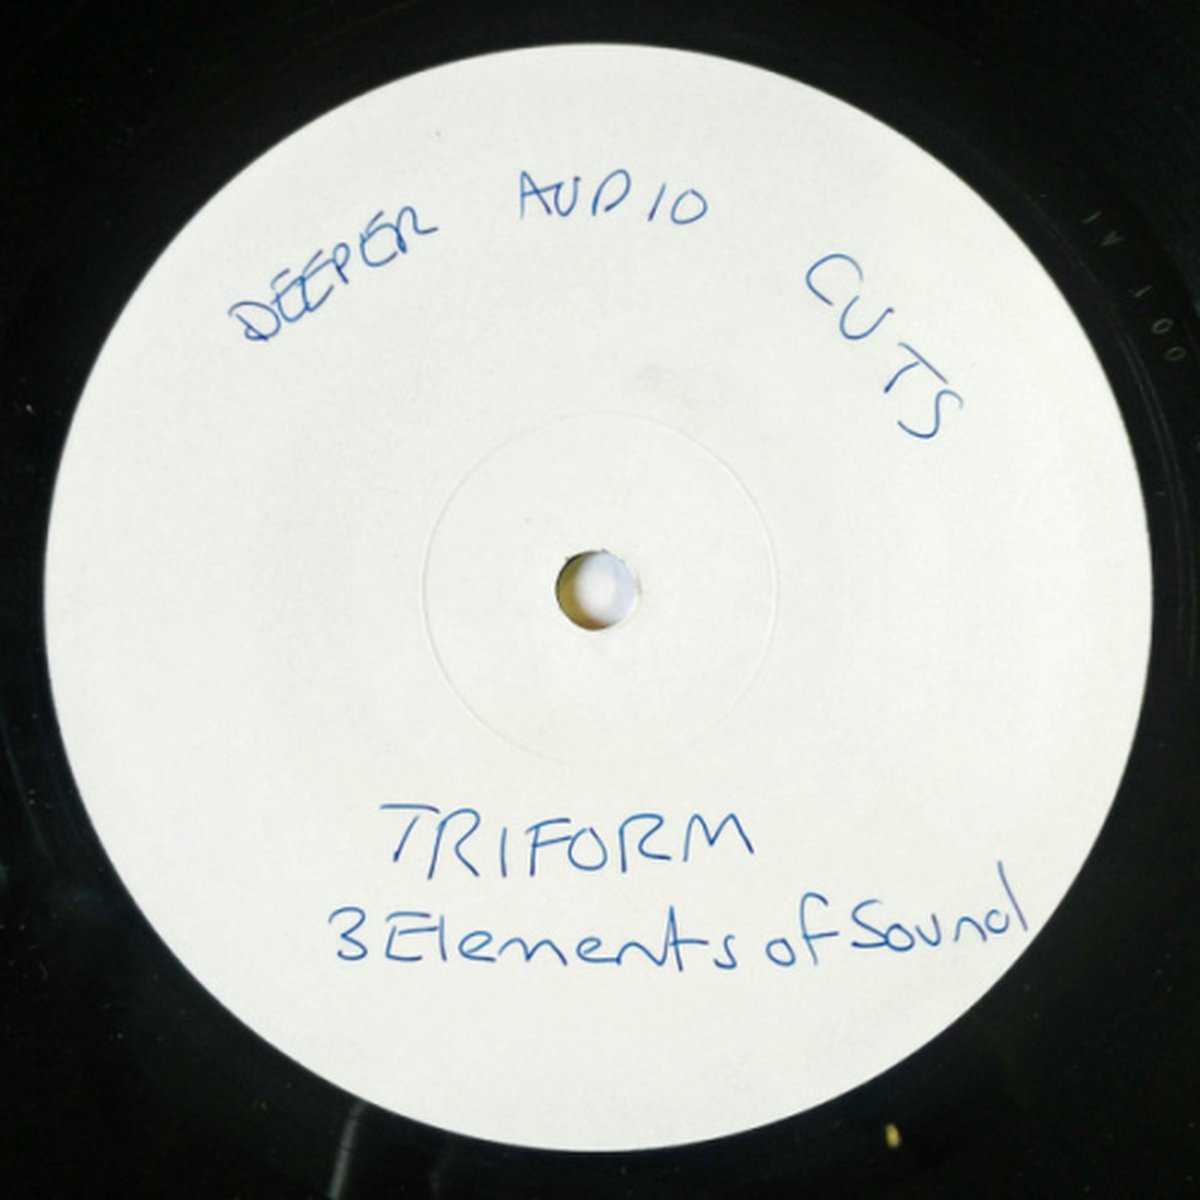 DEEPER AUDIO CUTS
TRIFORM
3 Elements of Sound